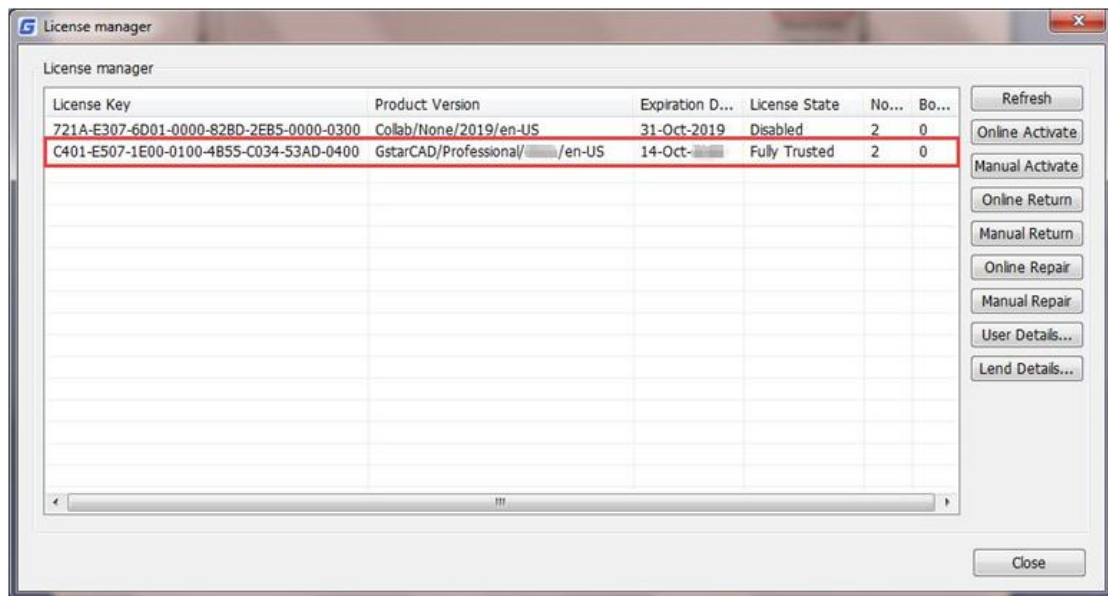 License manager
License manager
License Key Product Version Expiration D... License State No... Bo...
721A-E307-6D01-0000-82BD-2EB5-0000-0300 Collab/None/2019/en-US 31-Oct-2019 Disabled 2 0
C401-E507-1E00-0100-4B55-C034-53AD-0400 GstarCAD/Professional/ /en-US 14-Oct- Fully Trusted 2 0
Refresh
Online Activate
Manual Activate
Online Return
Manual Return
Online Repair
Manual Repair
User Details...
Lend Details...
Close